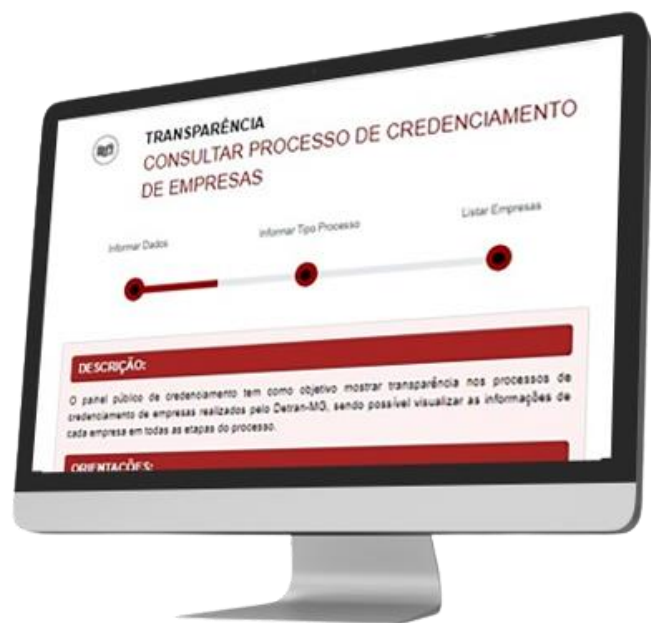 TRANSPARÊNCIA
CONSULTAR PROCESSO DE CREDENCIAMENTO
DE EMPRESAS
Informar Dados
Informar Tipo Processo
Listar Empresas
DESCRIÇÃO:
O painel público de credenciamento tem como objetivo mostrar transparência nos processos de
credenciamento de empresas realizados pelo Detran-MG, sendo possível visualizar as informações de
cada empresa em todas as etapas do processo.
ORIENTAÇÕES: